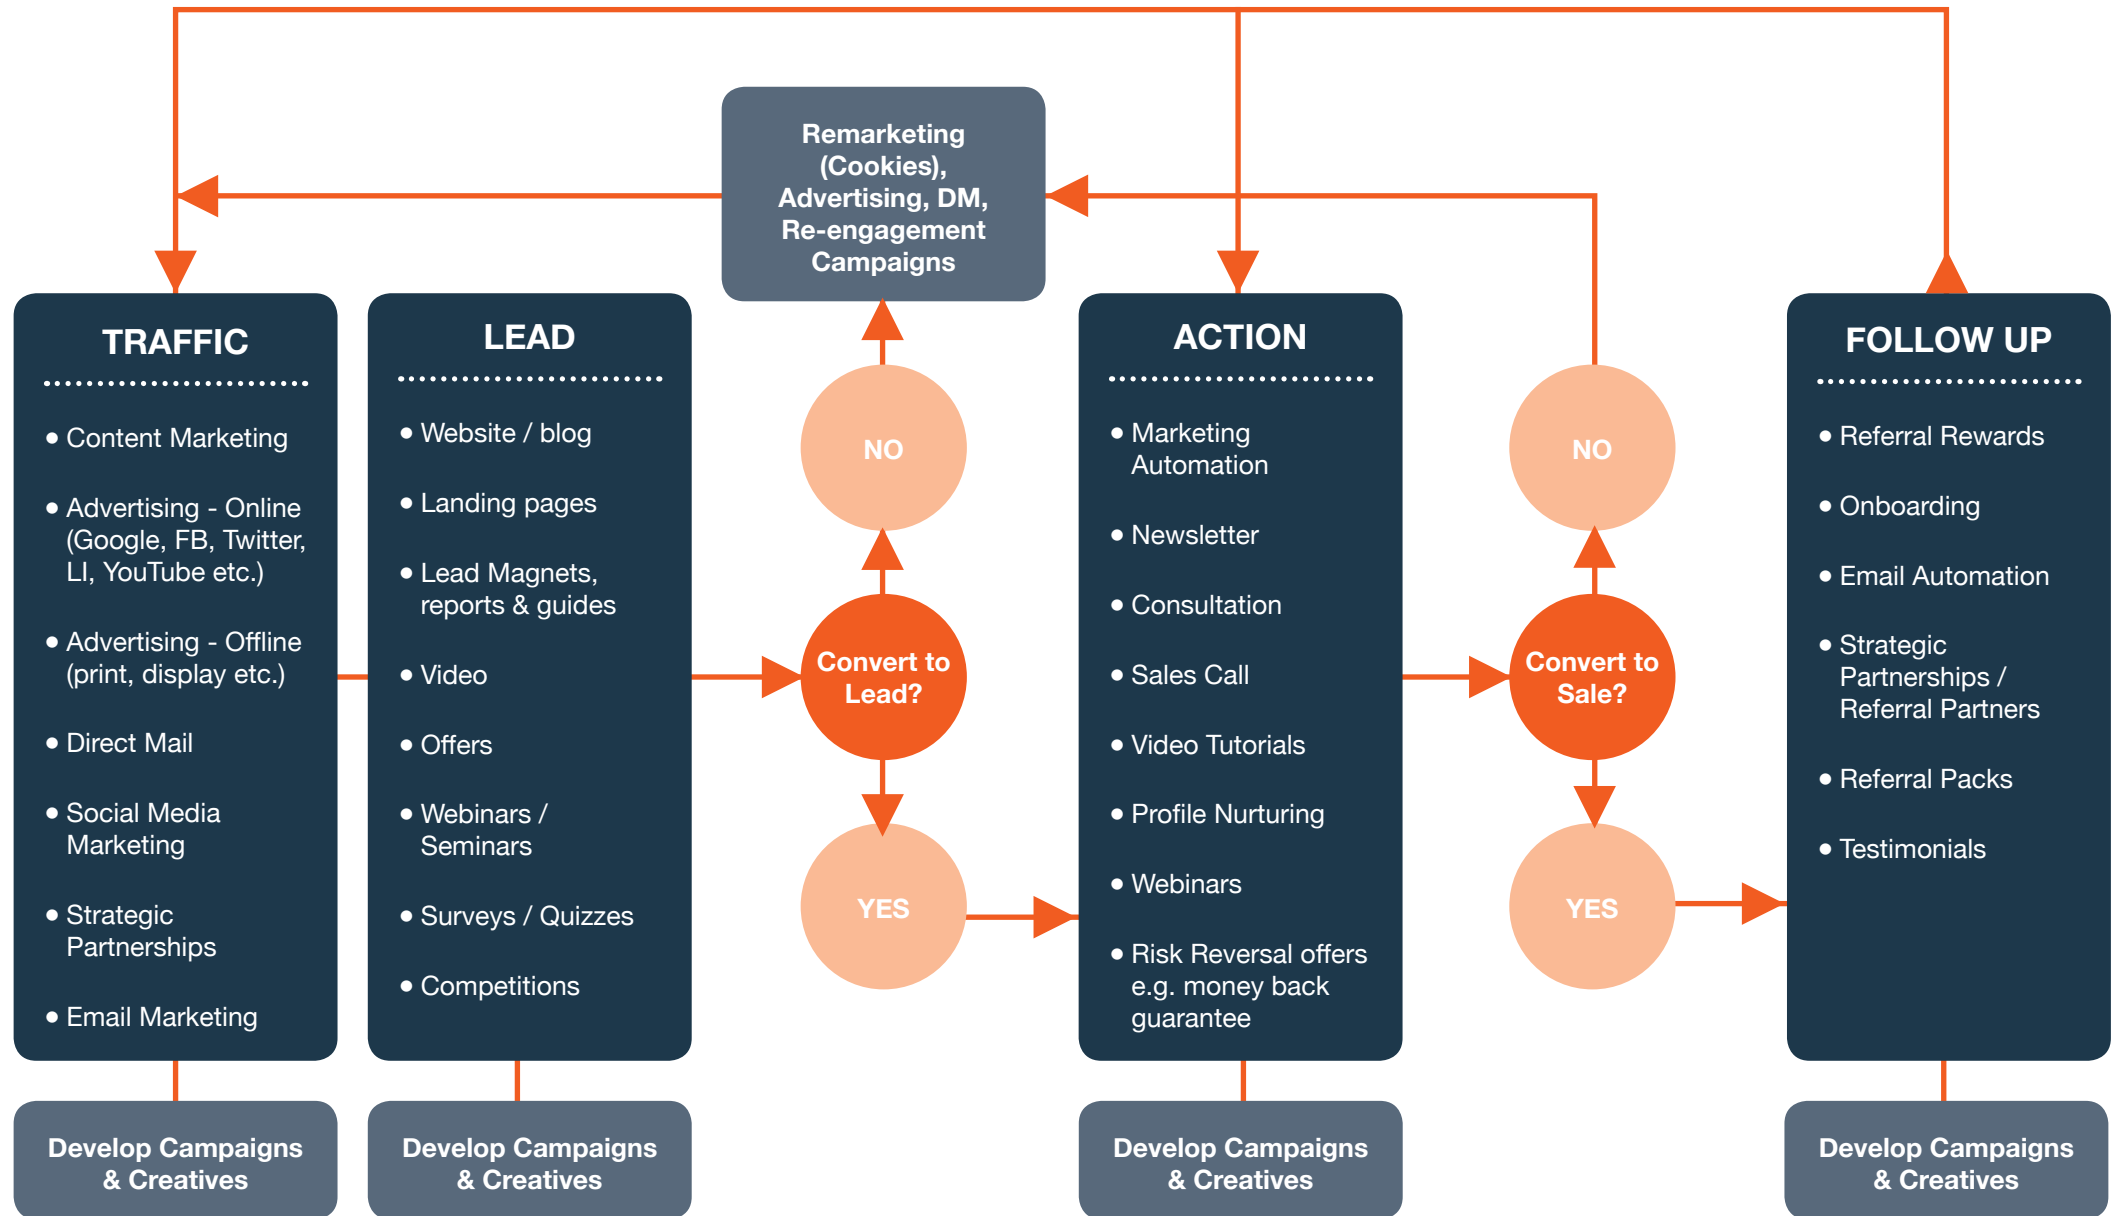 Remarketing
(Cookies),
Advertising, DM,
Re-engagement
Campaigns
TRAFFIC
• Content Marketing
• Advertising - Online
(Google, FB, Twitter,
LI, YouTube etc.)
• Advertising - Offline
(print, display etc.)
• Direct Mail
• Social Media
Marketing
• Strategic
Partnerships
• Email Marketing
Develop Campaigns
& Creatives
LEAD
• Website / blog
• Landing pages
• Lead Magnets,
reports & guides
• Video
• Offers
• Webinars /
Seminars
• Surveys / Quizzes
• Competitions
Develop Campaigns
& Creatives
NO
Convert to
Lead?
YES
ACTION
• Marketing
Automation
• Newsletter
• Consultation
• Sales Call
• Video Tutorials
• Profile Nurturing
• Webinars
• Risk Reversal offers
e.g. money back
guarantee
Develop Campaigns
& Creatives
NO
Convert to
Sale?
YES
FOLLOW UP
• Referral Rewards
• Onboarding
• Email Automation
• Strategic
Partnerships /
Referral Partners
• Referral Packs
• Testimonials
Develop Campaigns
& Creatives